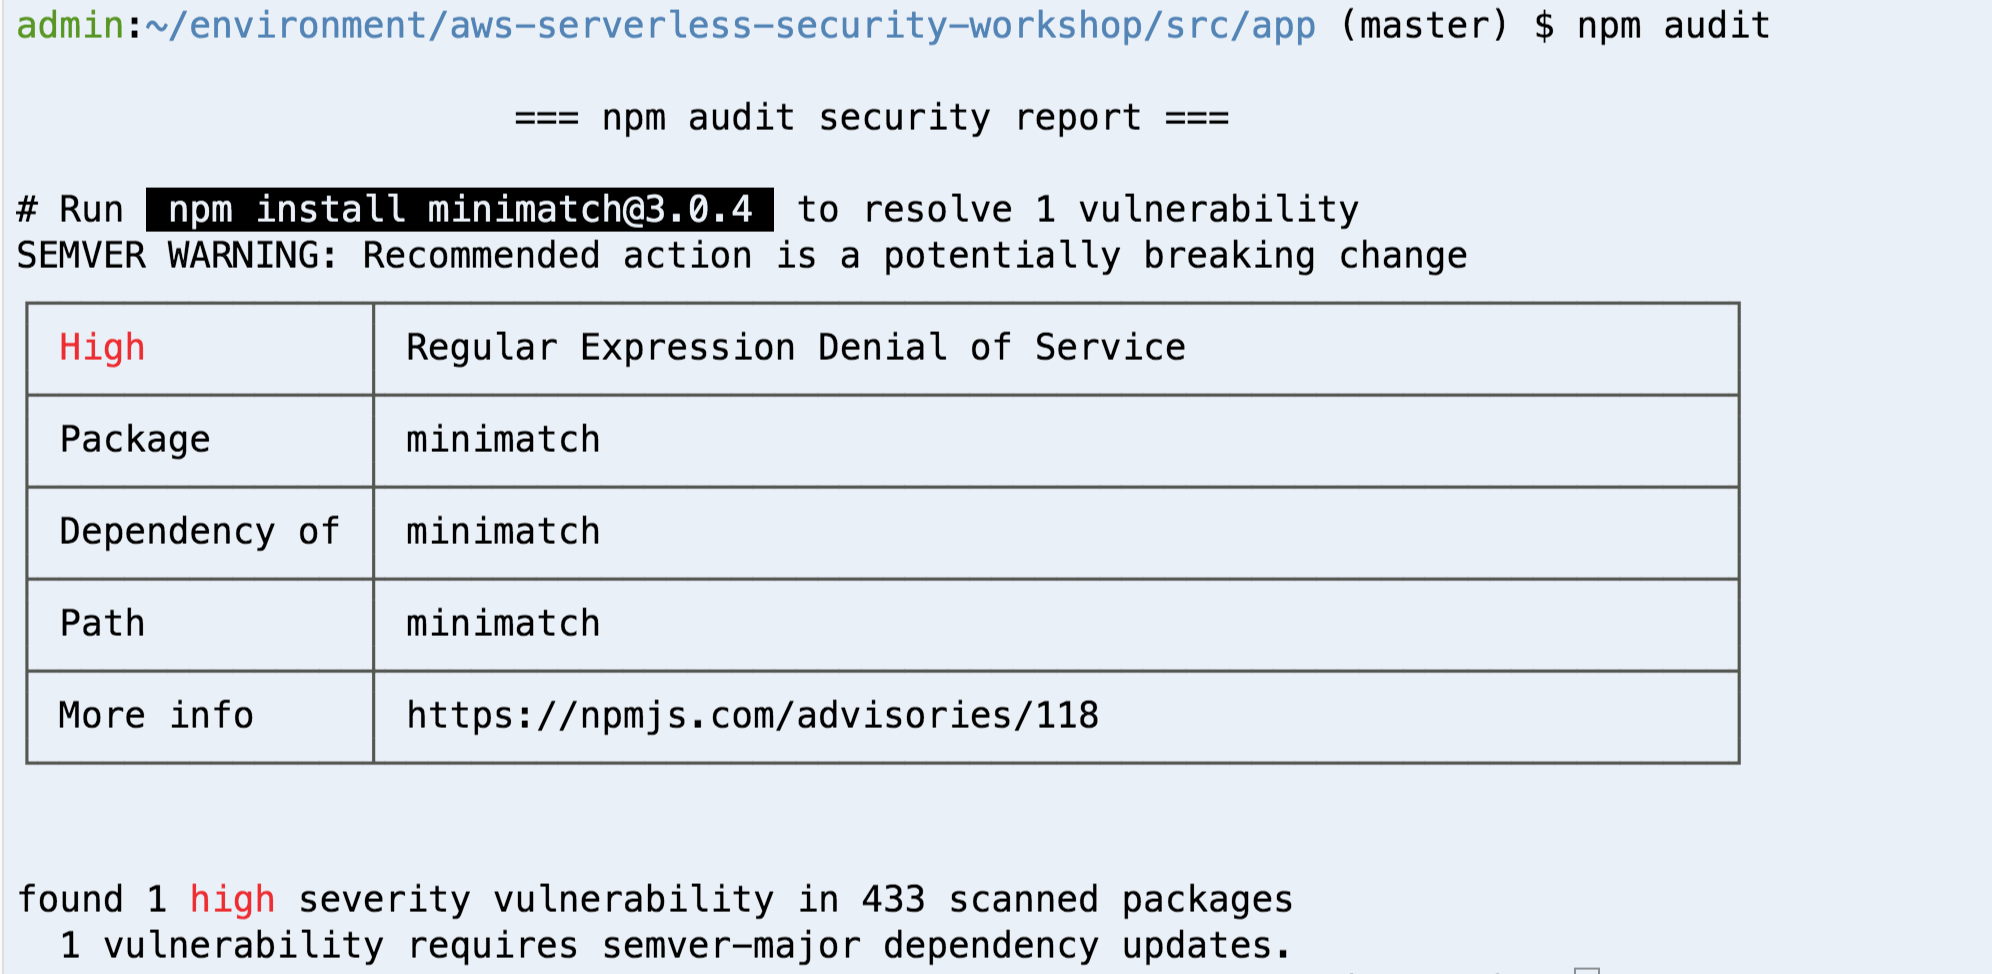 admin:~/environment/aws-serverless-security-workshop/src/app (master) $ npm audit
=== npm audit security report ===
# Run  npm install minimatch@3.0.4  to resolve 1 vulnerability
SEMVER WARNING: Recommended action is a potentially breaking change
High Regular Expression Denial of Service
Package minimatch
Dependency of minimatch
Path minimatch
More info https://npmjs.com/advisories/118
found 1 high severity vulnerability in 433 scanned packages
1 vulnerability requires semver-major dependency updates.